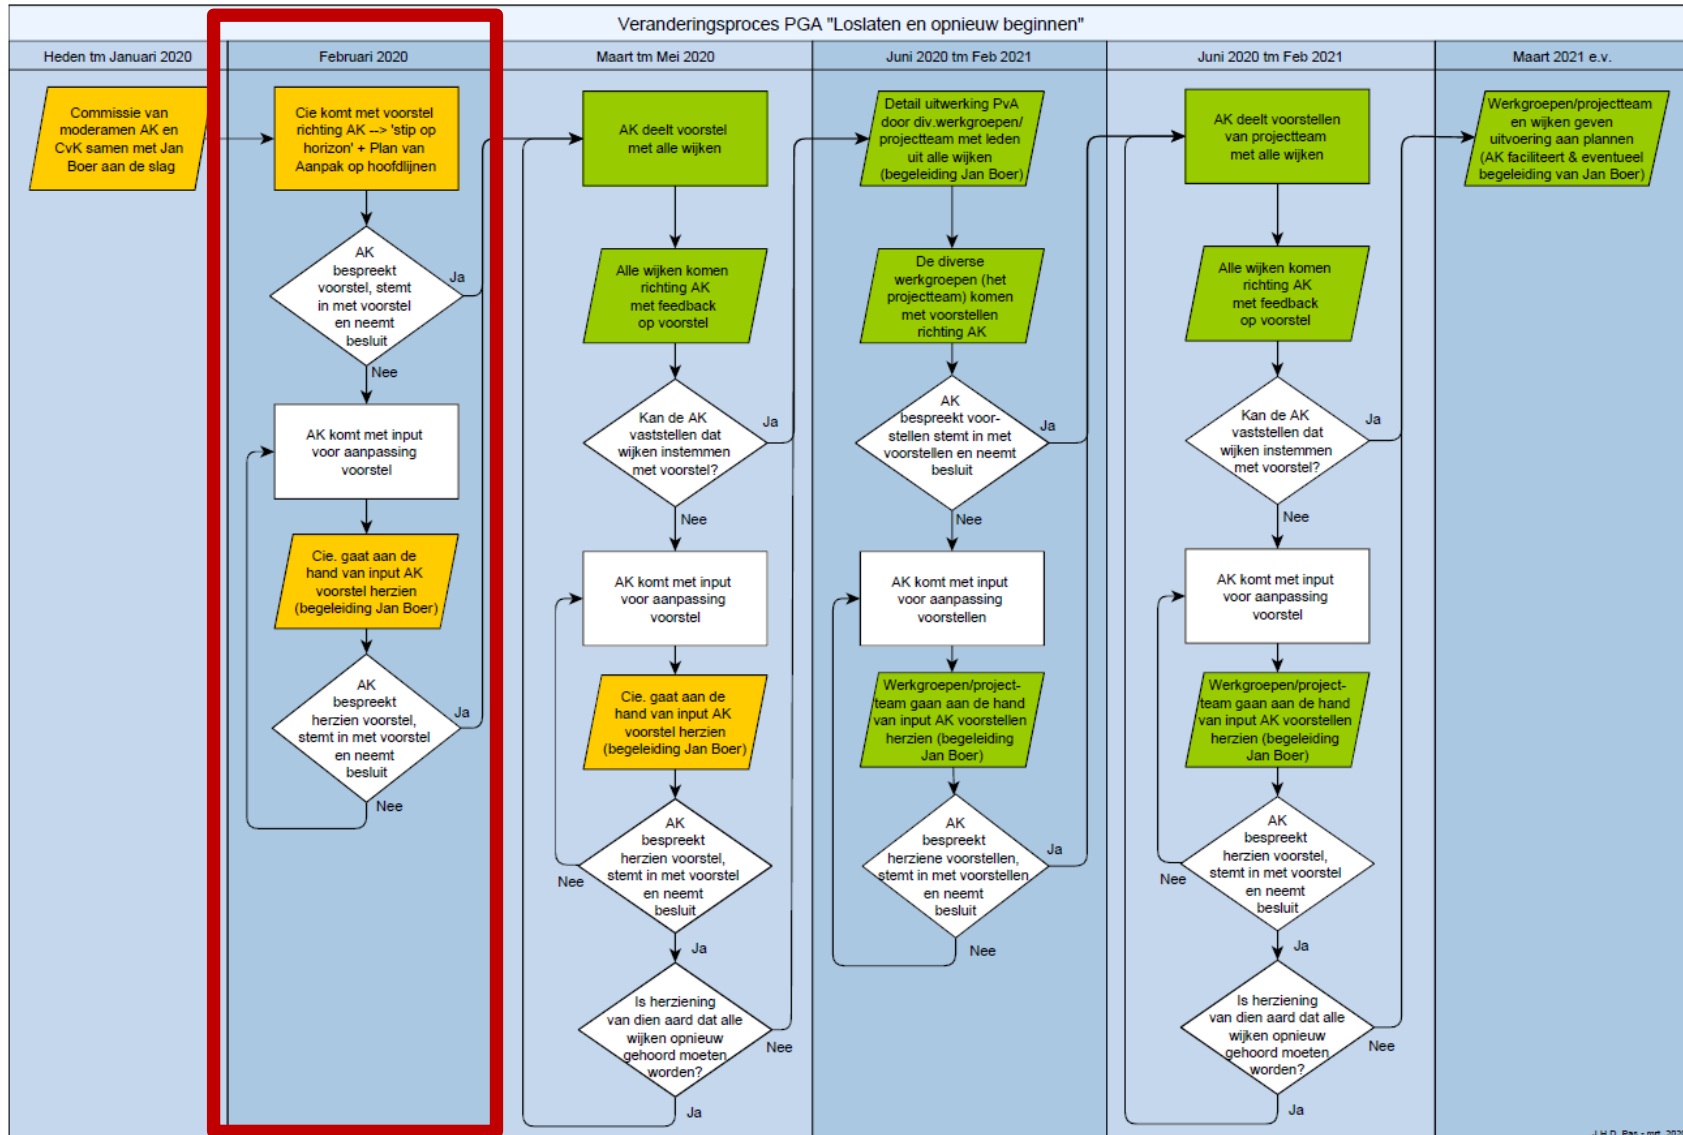 Veranderingsproces PGA "Loslaten en opnieuw beginnen"
Heden tm Januari 2020
Commissie van
moderamen AK en
CvK samen met Jan
Boer aan de slag
Februari 2020
Cie komt met voorstel
richting AK --> 'stip op
horizon' + Plan van
Aanpak op hoofdlijnen
AK
bespreekt
voorstel, stemt
in met voorstel
en neemt
besluit
Ja
Nee
AK komt met input
voor aanpassing
voorstel
Cie. gaat aan de
hand van input AK
voorstel herzien
(begeleiding Jan Boer)
AK
bespreekt
herzien voorstel,
stemt in met voorstel
en neemt
besluit
Ja
Nee
Maart tm Mei 2020
AK deelt voorstel
met alle wijken
Alle wijken komen
richting AK
met feedback
op voorstel
Kan de AK
vaststellen dat
wijken instemmen
met voorstel?
Ja
Nee
AK komt met input
voor aanpassing
voorstel
Cie. gaat aan de
hand van input AK
voorstel herzien
(begeleiding Jan Boer)
AK
bespreekt
herzien voorstel,
stemt in met voorstel
en neemt
besluit
Nee
Ja
Is herziening
van dien aard dat alle
wijken opnieuw
gehoord moeten
worden?
Nee
Ja
Juni 2020 tm Feb 2021
Detail uitwerking PvA
door div.werkgroepen/
projectteam met leden
uit alle wijken
(begeleiding Jan Boer)
De diverse
werkgroepen (het
projectteam) komen
met voorstellen
richting AK
AK
bespreekt voor-
stellen stemt in met
voorstellen en neemt
besluit
Ja
Nee
AK komt met input
voor aanpassing
voorstellen
Werkgroepen/project-
team gaan aan de hand
van input AK voorstellen
herzien (begeleiding
Jan Boer)
AK
bespreekt
herziene voorstellen,
stemt in met voorstellen
en neemt
besluit
Ja
Nee
Juni 2020 tm Feb 2021
AK deelt voorstellen
van projectteam
met alle wijken
Alle wijken komen
richting AK
met feedback
op voorstel
Kan de AK
vaststellen dat
wijken instemmen
met voorstel?
Ja
Nee
AK komt met input
voor aanpassing
voorstel
Werkgroepen/project-
team gaan aan de hand
van input AK voorstellen
herzien (begeleiding
Jan Boer)
AK
bespreekt
herzien voorstel,
stemt in met voorstel
en neemt
besluit
Nee
Ja
Is herziening
van dien aard dat alle
wijken opnieuw
gehoord moeten
worden?
Nee
Ja
Maart 2021 e.v.
Werkgroepen/projectteam
en wijken geven
uitvoering aan plannen
(AK faciliteert & eventueel
begeleiding van Jan Boer)